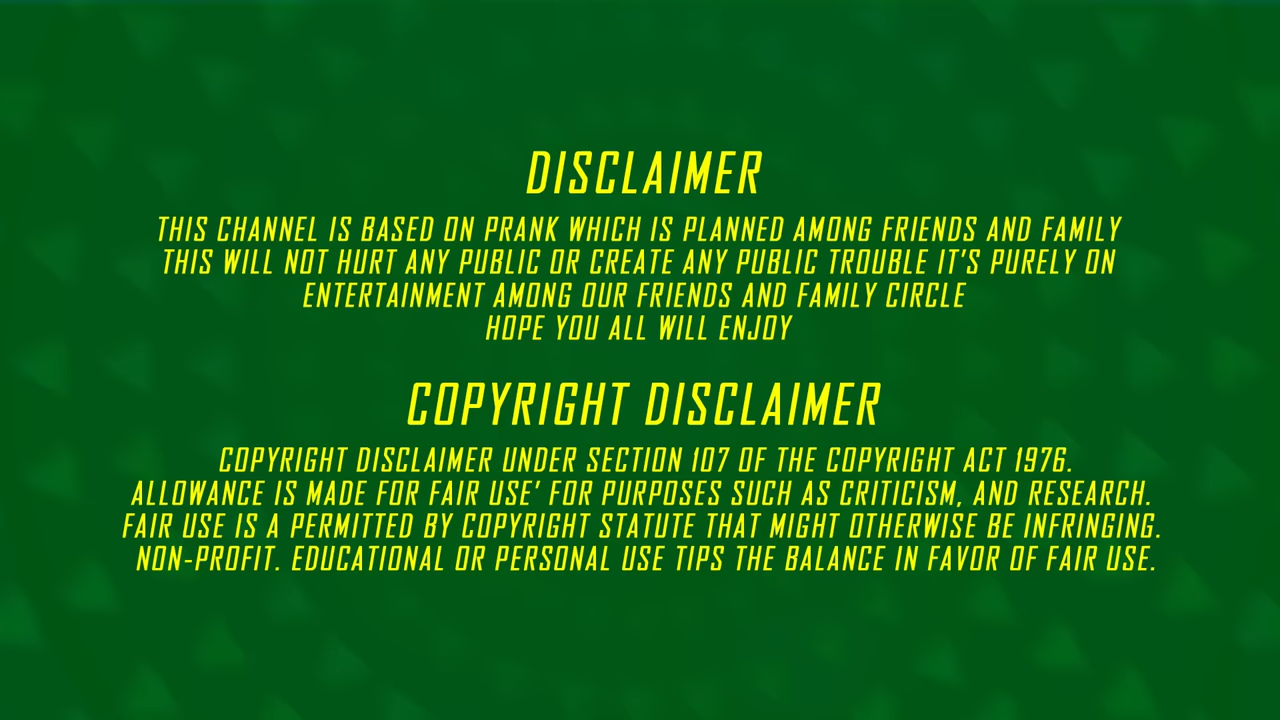 DISCLAIMER
THIS CHANNEL IS BASED ON PRANK WHICH IS PLANNED AMONG FRIENDS AND FAMILY
THIS WILL NOT HURT ANY PUBLIC OR CREATE ANY PUBLIC TROUBLE IT'S PURELY ON
ENTERTAINMENT AMONG OUR FRIENDS AND FAMILY CIRCLE
HOPE YOU ALL WILL ENJOY
COPYRIGHT DISCLAIMER
COPYRIGHT DISCLAIMER UNDER SECTION 107 OF THE COPYRIGHT ACT 1976.
ALLOWANCE IS MADE FOR FAIR USE' FOR PURPOSES SUCH AS CRITICISM, AND RESEARCH.
FAIR USE IS A PERMITTED BY COPYRIGHT STATUTE THAT MIGHT OTHERWISE BE INFRINGING.
NON-PROFIT. EDUCATIONAL OR PERSONAL USE TIPS THE BALANCE IN FAVOR OF FAIR USE.